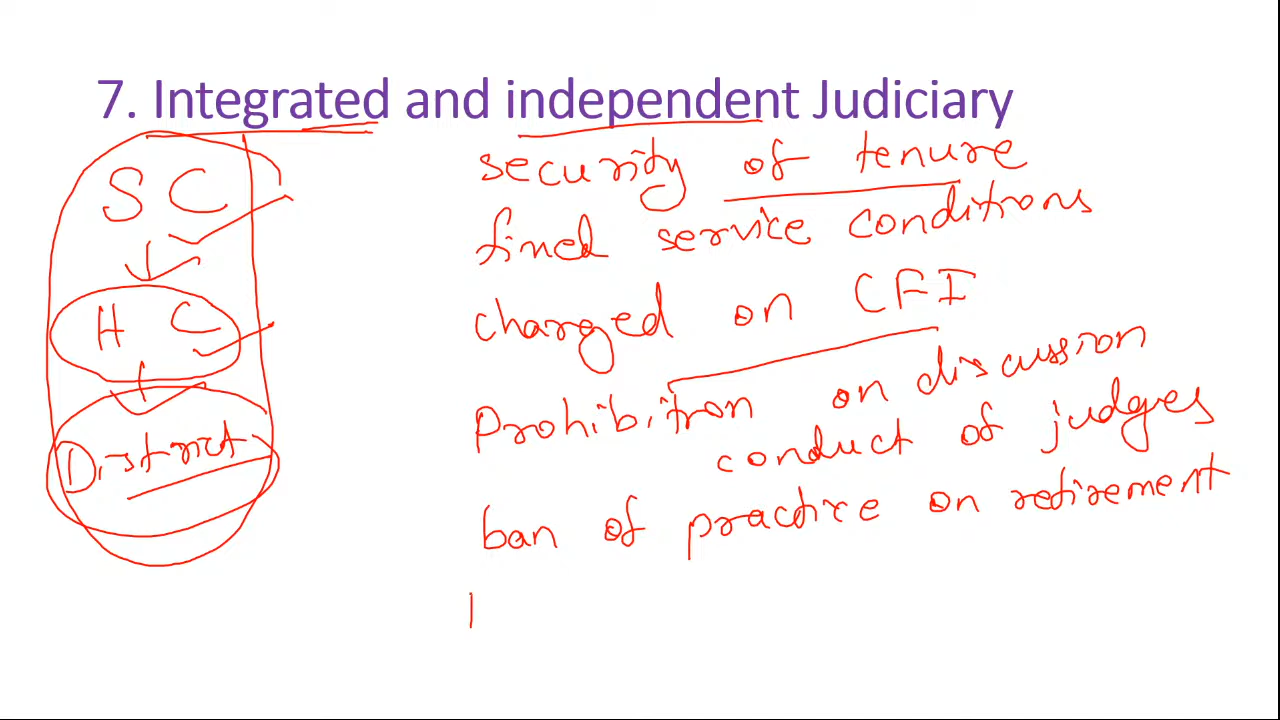 7. Integrated and independent Judiciary
SC
HC
District
security of tenure
fined service conditions
charged on CFI
Prohibition on discussion
conduct of judges
ban of practice on retirement